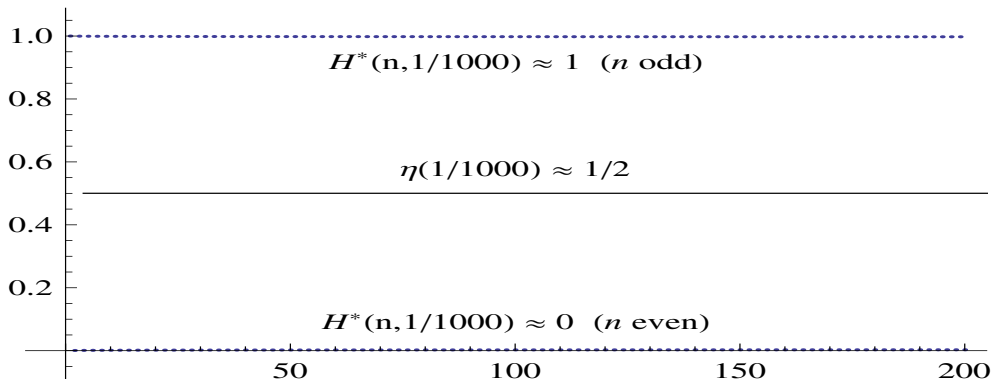 1.0
H*(n,1/1000) ≈ 1 (n odd)
0.8
0.6
η(1/1000) ≈ 1/2
0.4
0.2
H*(n,1/1000) ≈ 0 (n even)
50 100 150 200